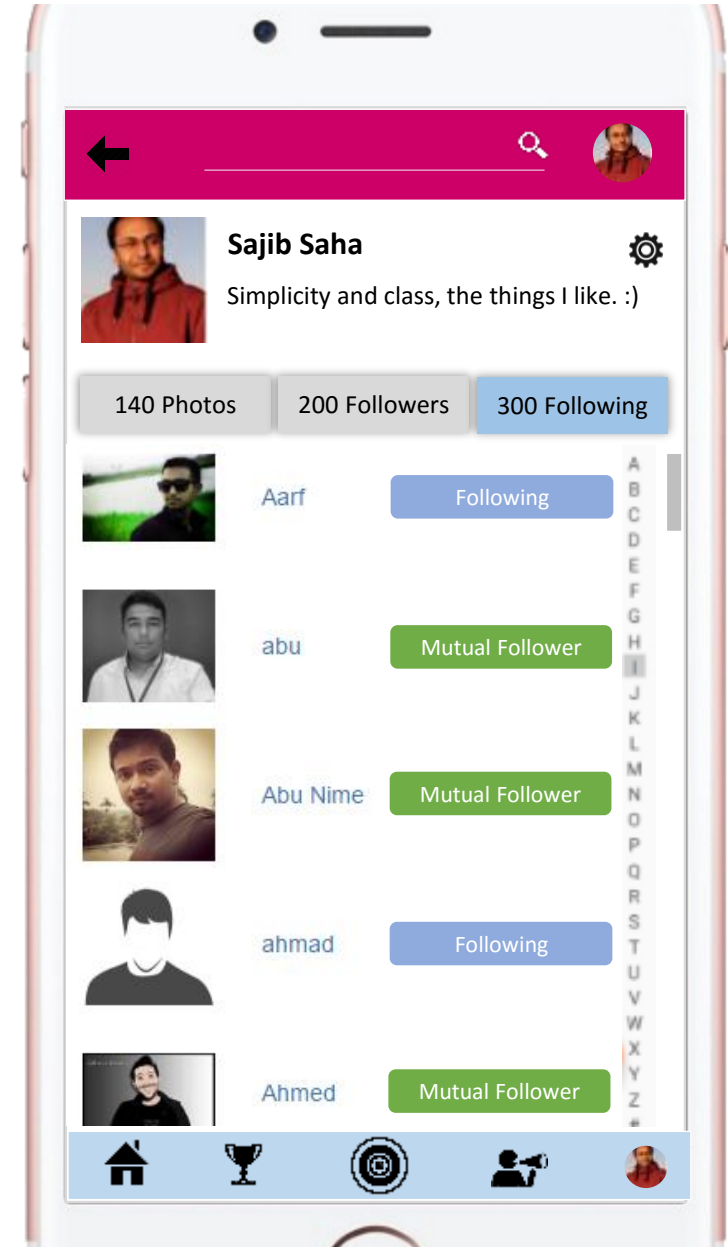 Sajib Saha
Simplicity and class, the things I like. :)
140 Photos
200 Followers
300 Following
Aarf
Following
abu
Mutual Follower
Abu Nime
Mutual Follower
ahmad
Following
Ahmed
Mutual Follower
A
B
C
D
E
F
G
H
I
J
K
L
M
N
O
P
Q
R
S
T
U
V
W
X
Y
Z
#